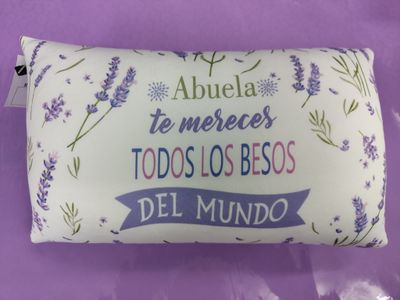 Abuela
te mereces
TODOS LOS BESOS
DEL MUNDO